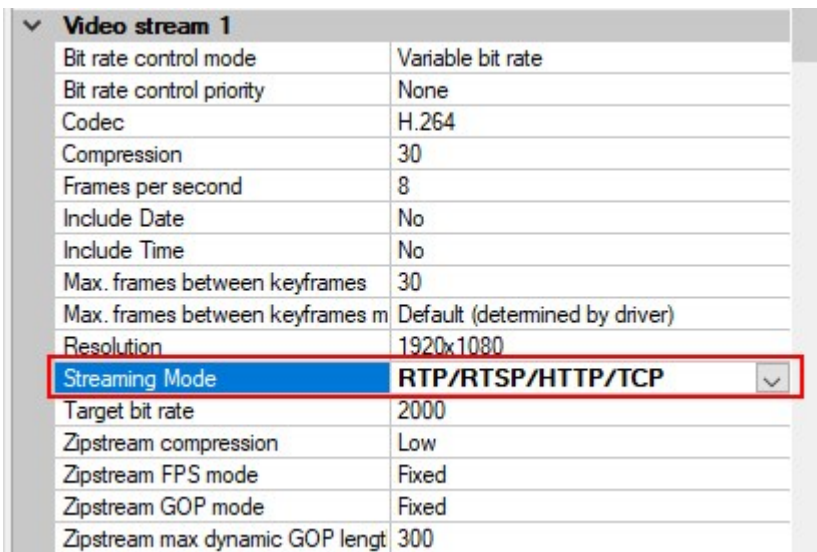 Video stream 1
Bit rate control mode Variable bit rate
Bit rate control priority None
Codec H.264
Compression 30
Frames per second 8
Include Date No
Include Time No
Max. frames between keyframes 30
Max. frames between keyframes m Default (determined by driver)
Resolution 1920x1080
Streaming Mode RTP/RTSP/HTTP/TCP
Target bit rate 2000
Zipstream compression Low
Zipstream FPS mode Fixed
Zipstream GOP mode Fixed
Zipstream max dynamic GOP lengt 300